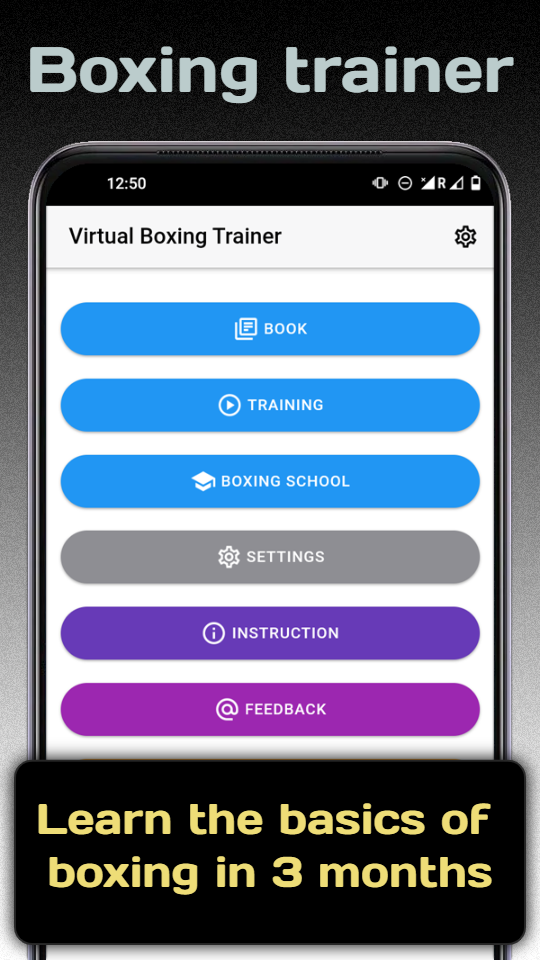 Boxing trainer
12:50
R
Virtual Boxing Trainer
BOOK
TRAINING
BOXING SCHOOL
SETTINGS
INSTRUCTION
FEEDBACK
Learn the basics of
boxing in 3 months